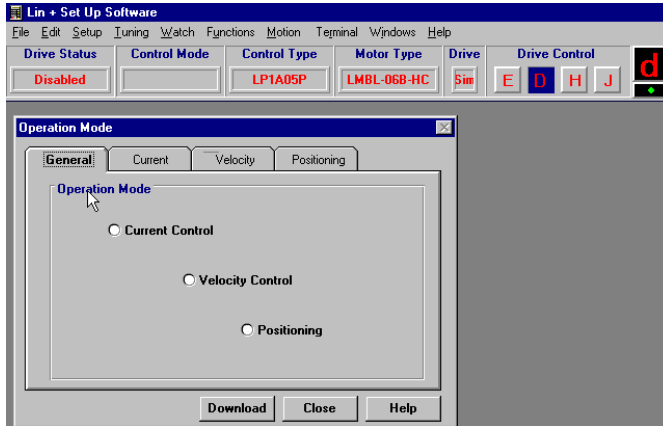 Lin + Set Up Software
File Edit Setup Tuning Watch Functions Motion Terminal Windows Help
Drive Status Control Mode Control Type Motor Type Drive Drive Control
Disabled LP1A05P LMBL-06B-HC Sim E D H J d
Operation Mode
General Current Velocity Positioning
Operation Mode
Current Control
Velocity Control
Positioning
Download Close Help